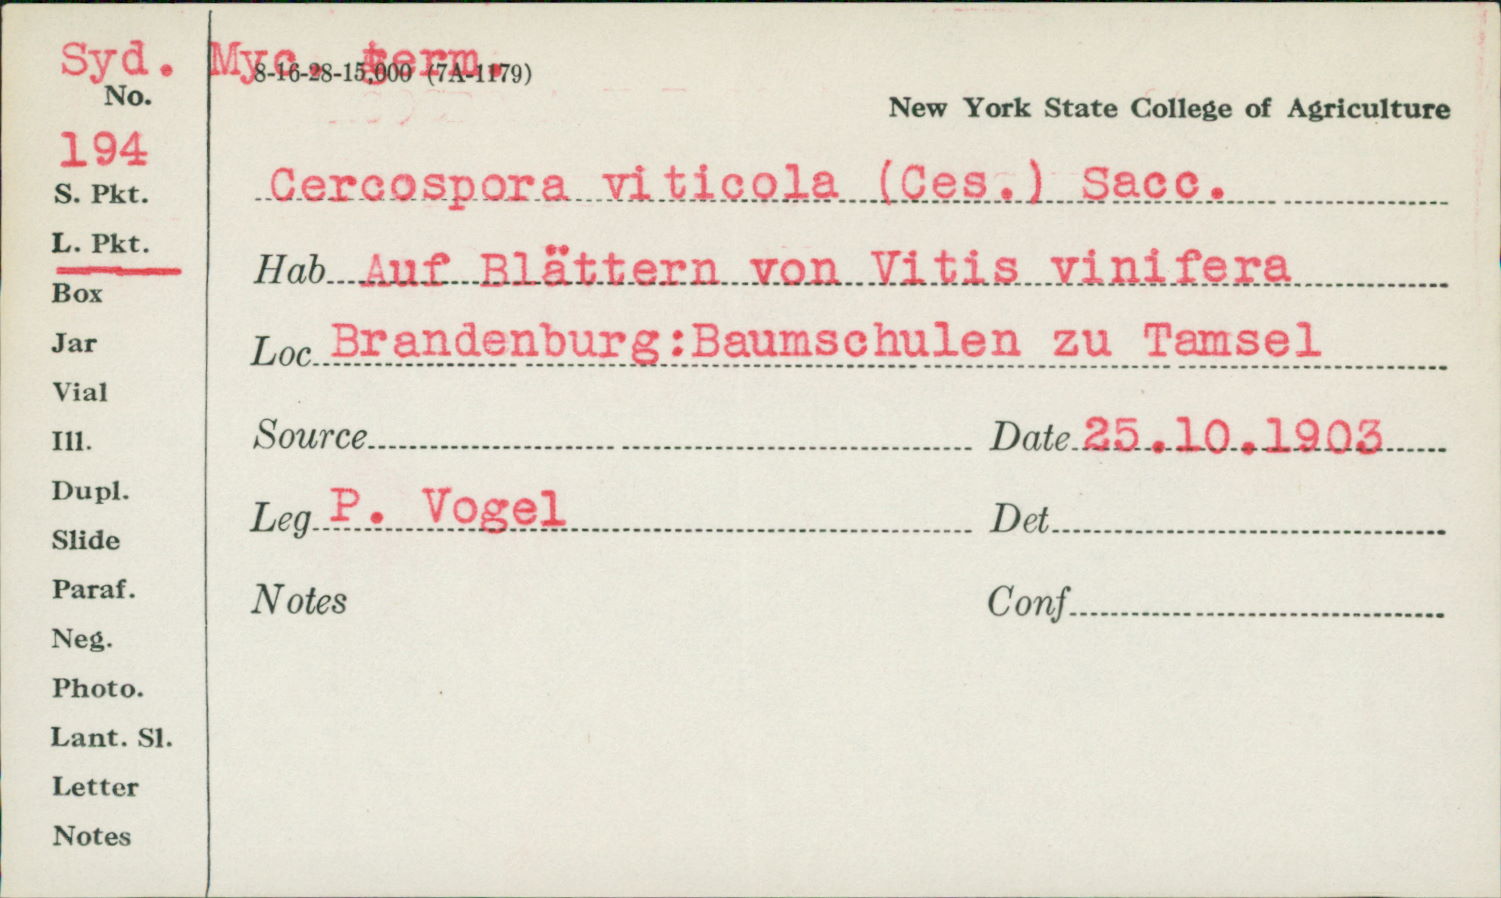 Syd. Myc. germ.
8-16-28-15,000 (7A-1179)
No.
New York State College of Agriculture
194
S. Pkt.
Cercospora viticola (Ces.) Sacc.
L. Pkt.
Hab Auf Blättern von Vitis vinifera
Box
Jar
Loc Brandenburg:Baumschulen zu Tamsel
Vial
Ill.
Source Date 25.10.1903
Dupl.
Leg P. Vogel Det
Slide
Paraf.
Notes Conf
Neg.
Photo.
Lant. Sl.
Letter
Notes